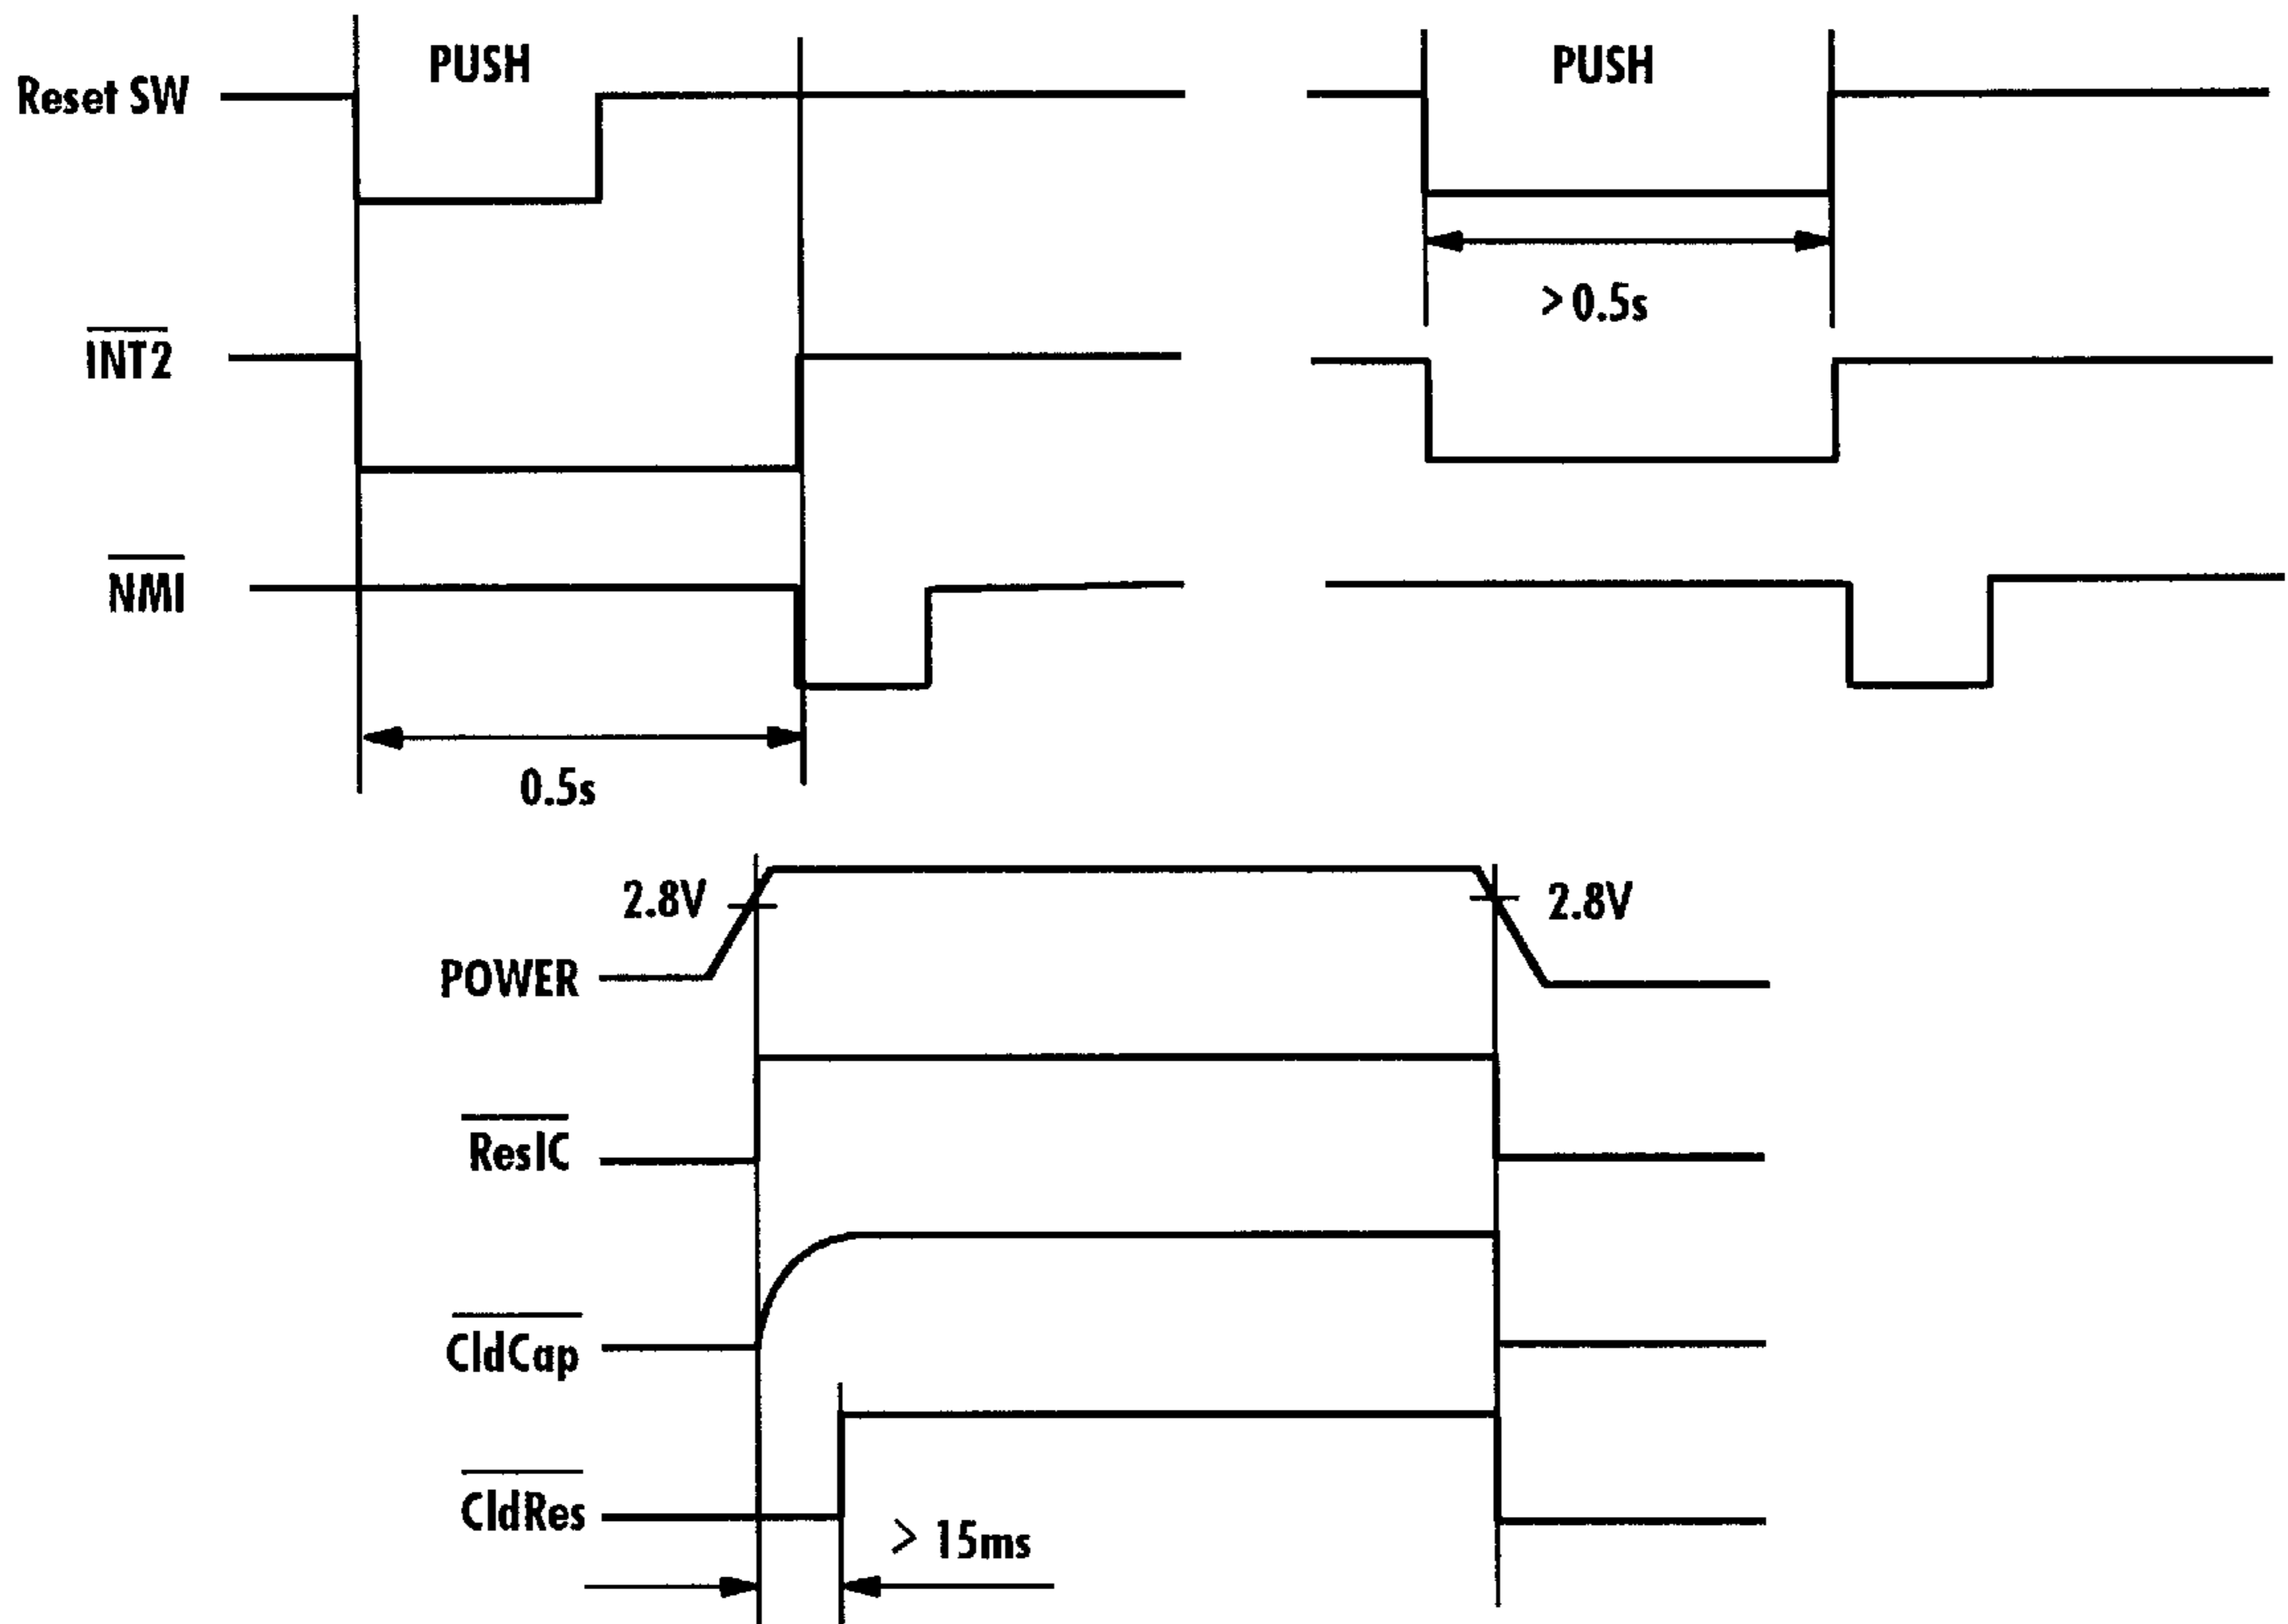 PUSH
PUSH
Reset SW
> 0.5s
INT2
NMI
0.5s
2.8V
2.8V
POWER
ResIC
CldCap
CldRes
> 15ms